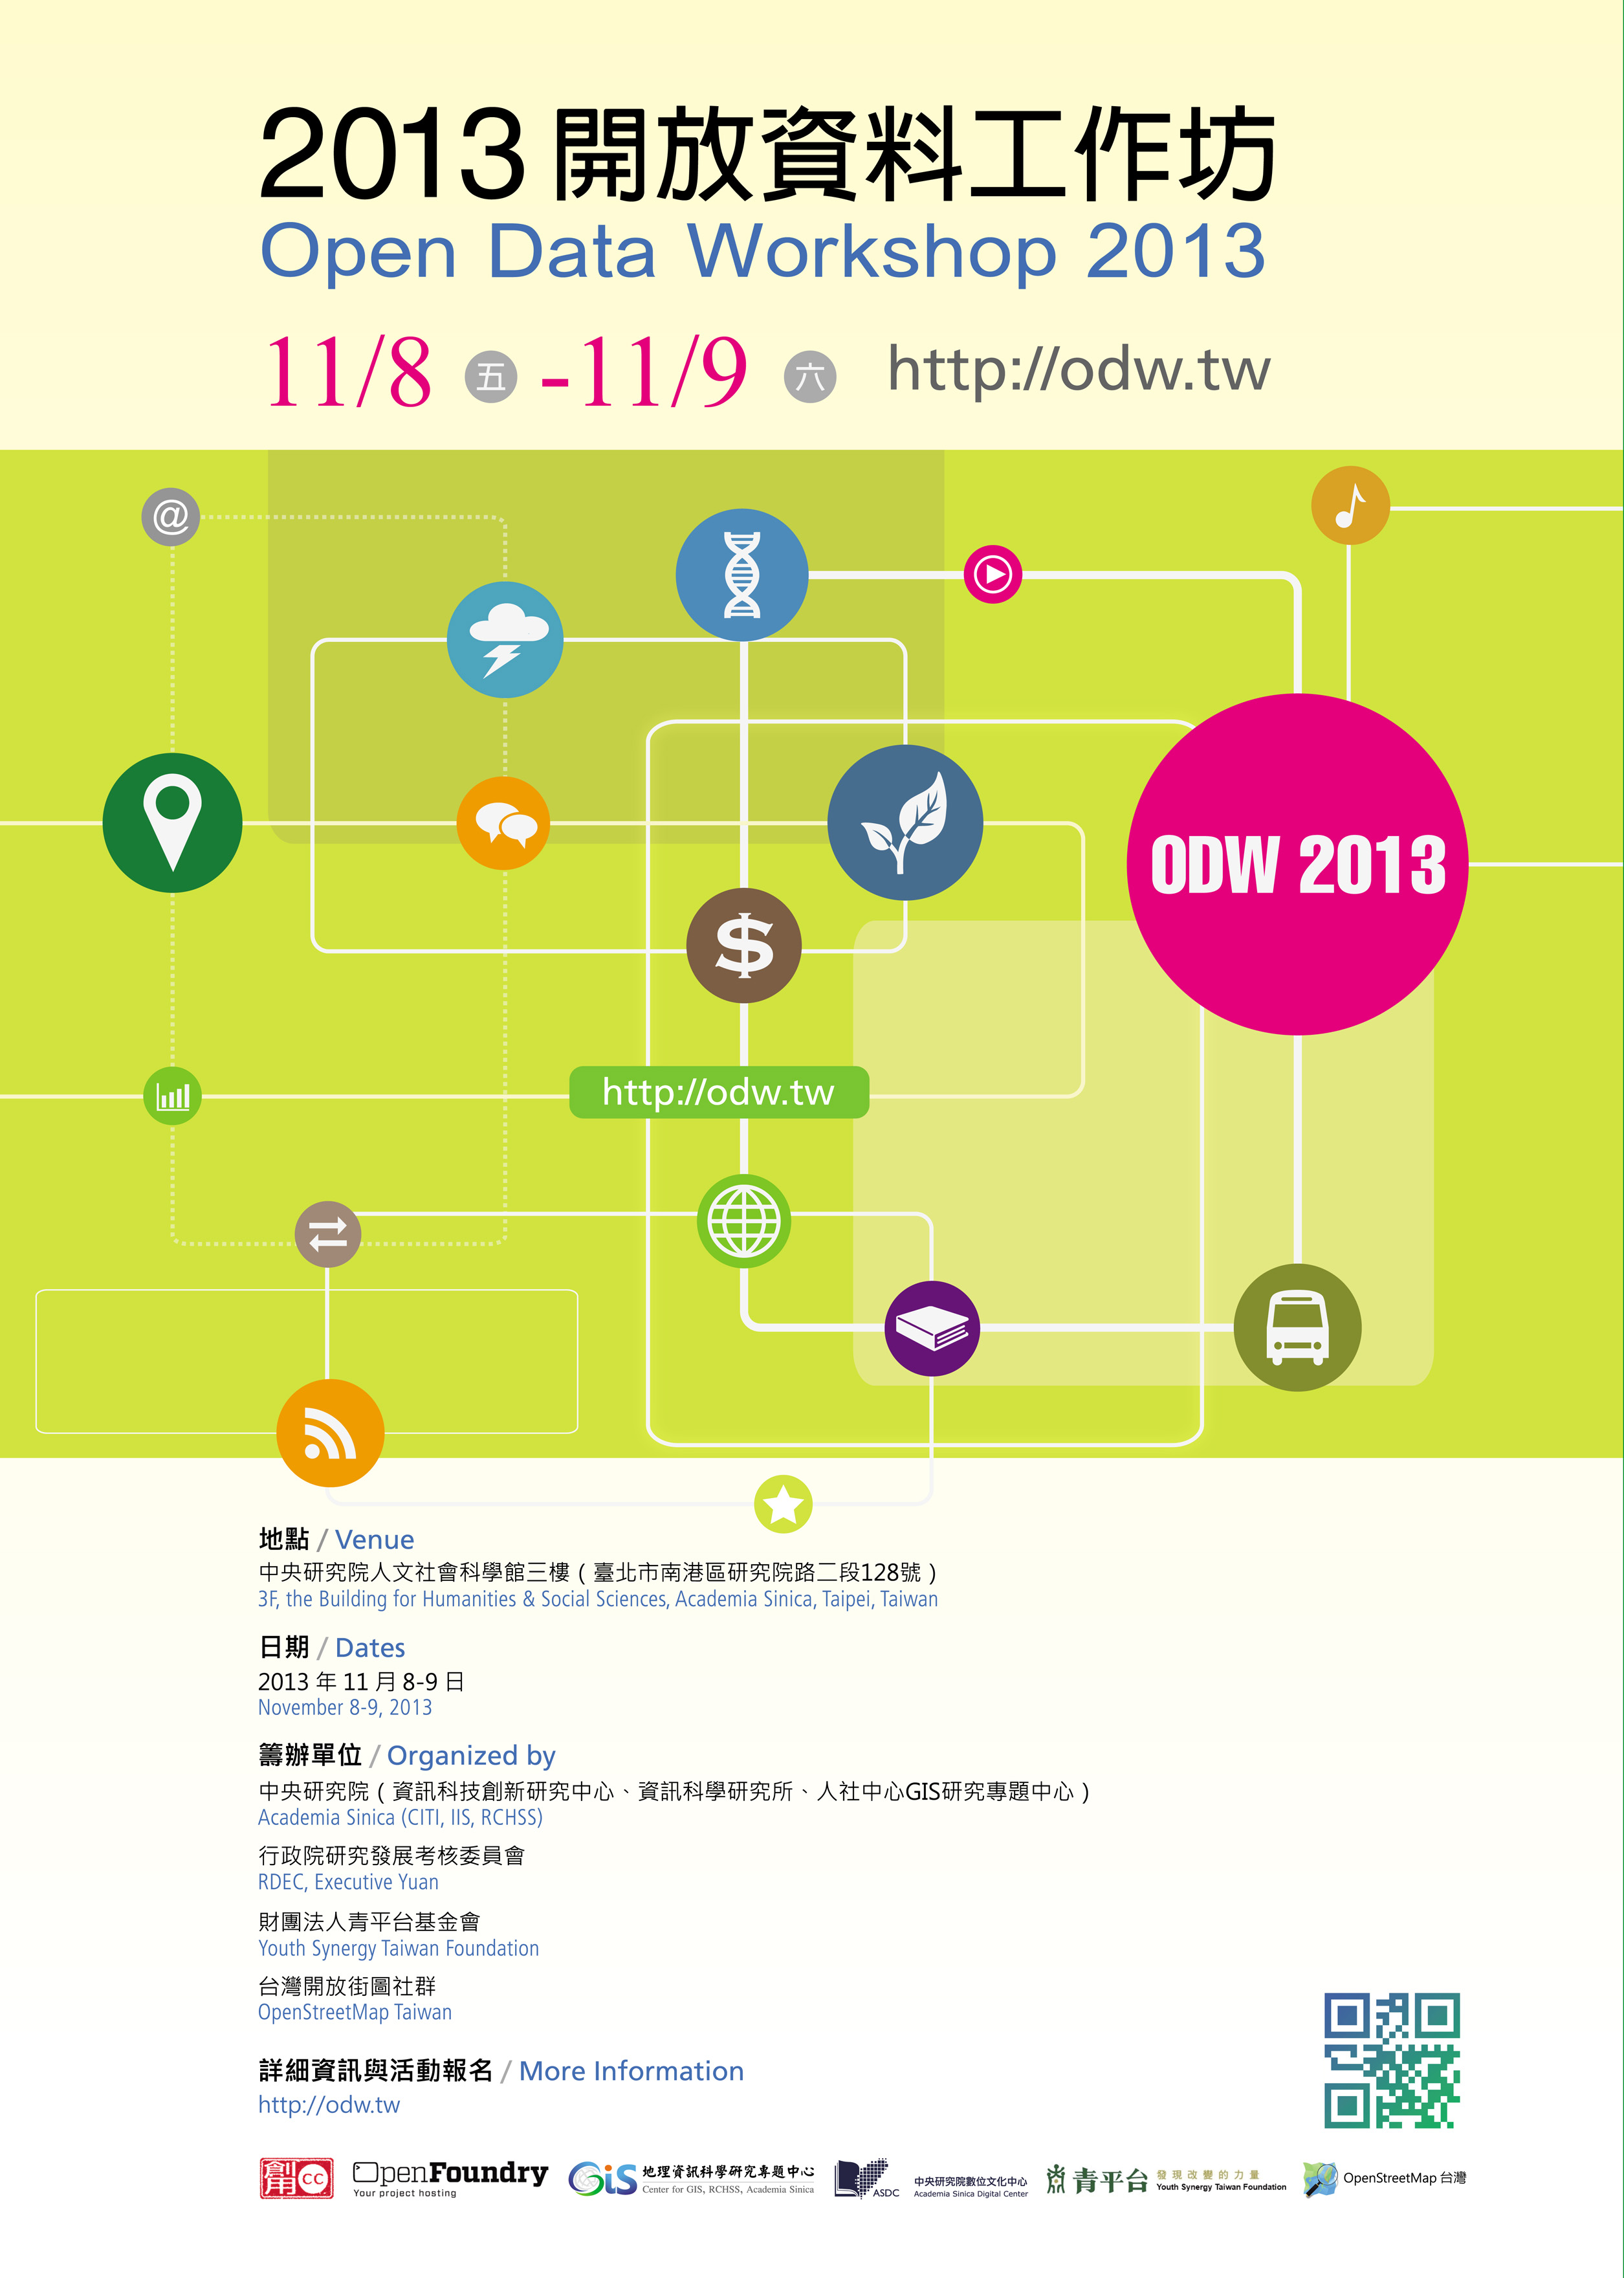 2013 開放資料工作坊
Open Data Workshop 2013
11/8 五 -11/9 六 http://odw.tw
@
ODW 2013
$
http://odw.tw
地點 / Venue
中央研究院人文社會科學館三樓 ( 臺北市南港區研究院路二段128號 )
3F, the Building for Humanities & Social Sciences, Academia Sinica, Taipei, Taiwan
日期 / Dates
2013 年 11 月 8-9 日
November 8-9, 2013
籌辦單位 / Organized by
中央研究院 ( 資訊科技創新研究中心、資訊科學研究所、人社中心GIS研究專題中心 )
Academia Sinica (CITI, IIS, RCHSS)
行政院研究發展考核委員會
RDEC, Executive Yuan
財團法人青平台基金會
Youth Synergy Taiwan Foundation
台灣開放街圖社群
OpenStreetMap Taiwan
詳細資訊與活動報名 / More Information
http://odw.tw
創用 CC
OpenFoundry
Your project hosting
GiS 地理資訊科學研究專題中心
Center for GIS, RCHSS, Academia Sinica
ASDC
中央研究院數位文化中心
Academia Sinica Digital Center
青平台 發現改變的力量
Youth Synergy Taiwan Foundation
OpenStreetMap 台灣